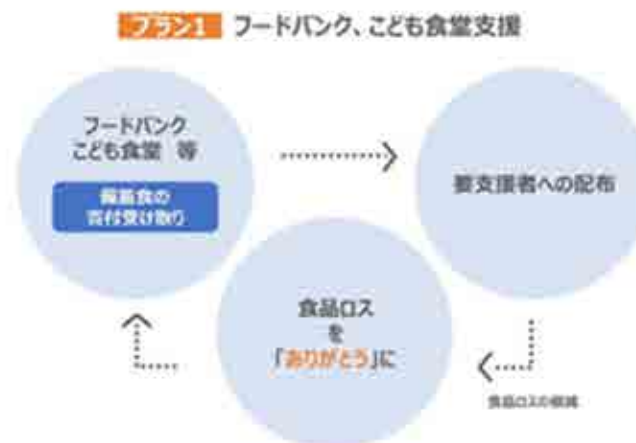 プラン1 フードバンク、こども食堂支援
フードバンク
こども食堂 等
備蓄食の
寄付受け取り
要支援者への配布
食品ロス
を
「ありがとう」に
食品ロスの削減